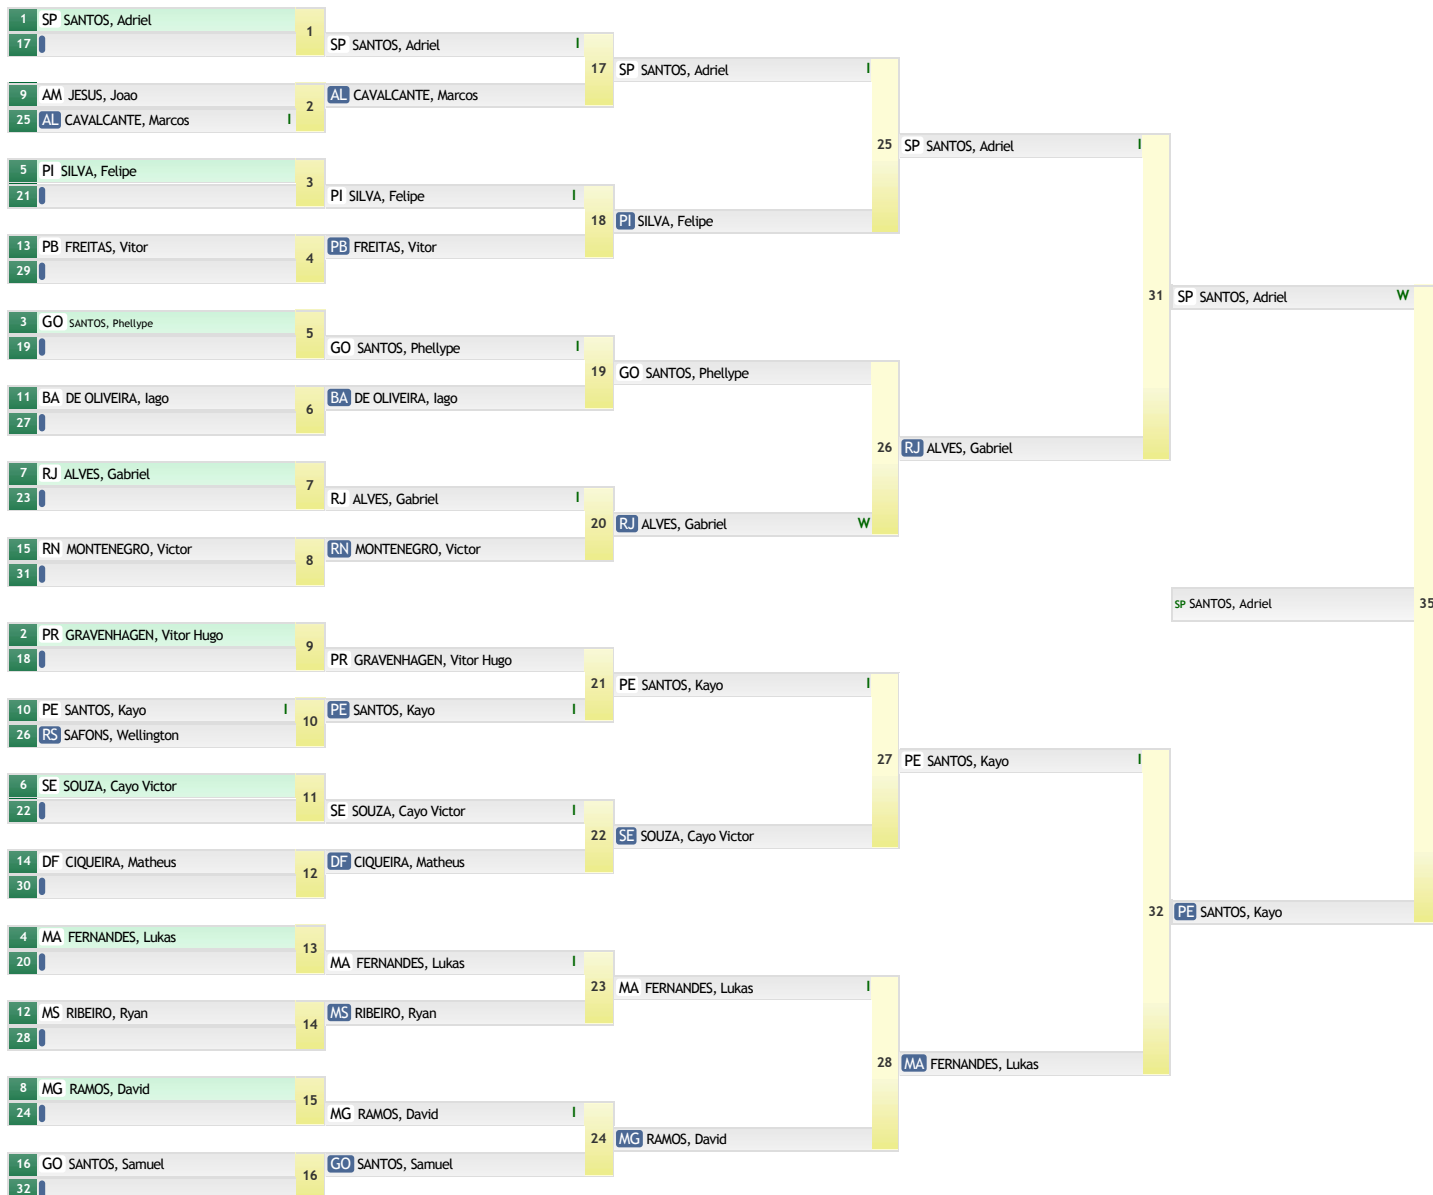 1 SP SANTOS, Adriel
17
1
SP SANTOS, Adriel I
9 AM JESUS, Joao
25 AL CAVALCANTE, Marcos I
2
AL CAVALCANTE, Marcos
17
SP SANTOS, Adriel I
5 PI SILVA, Felipe
21
3
PI SILVA, Felipe I
13 PB FREITAS, Vitor
29
4
PB FREITAS, Vitor
18
PI SILVA, Felipe
25
SP SANTOS, Adriel I
3 GO SANTOS, Phellype
19
5
GO SANTOS, Phellype I
11 BA DE OLIVEIRA, Iago
27
6
BA DE OLIVEIRA, Iago
19
GO SANTOS, Phellype
7 RJ ALVES, Gabriel
23
7
RJ ALVES, Gabriel I
15 RN MONTENEGRO, Victor
31
8
RN MONTENEGRO, Victor
20
RJ ALVES, Gabriel W
26
RJ ALVES, Gabriel
31
SP SANTOS, Adriel W
2 PR GRAVENHAGEN, Vitor Hugo
18
9
PR GRAVENHAGEN, Vitor Hugo
10 PE SANTOS, Kayo I
26 RS SAFONS, Wellington
10
PE SANTOS, Kayo I
21
PE SANTOS, Kayo I
6 SE SOUZA, Cayo Victor
22
11
SE SOUZA, Cayo Victor I
14 DF CIQUEIRA, Matheus
30
12
DF CIQUEIRA, Matheus
22
SE SOUZA, Cayo Victor
27
PE SANTOS, Kayo I
4 MA FERNANDES, Lukas
20
13
MA FERNANDES, Lukas I
12 MS RIBEIRO, Ryan
28
14
MS RIBEIRO, Ryan
23
MA FERNANDES, Lukas I
8 MG RAMOS, David
24
15
MG RAMOS, David I
16 GO SANTOS, Samuel
32
16
GO SANTOS, Samuel
24
MG RAMOS, David
28
MA FERNANDES, Lukas
32
PE SANTOS, Kayo
SP SANTOS, Adriel
35